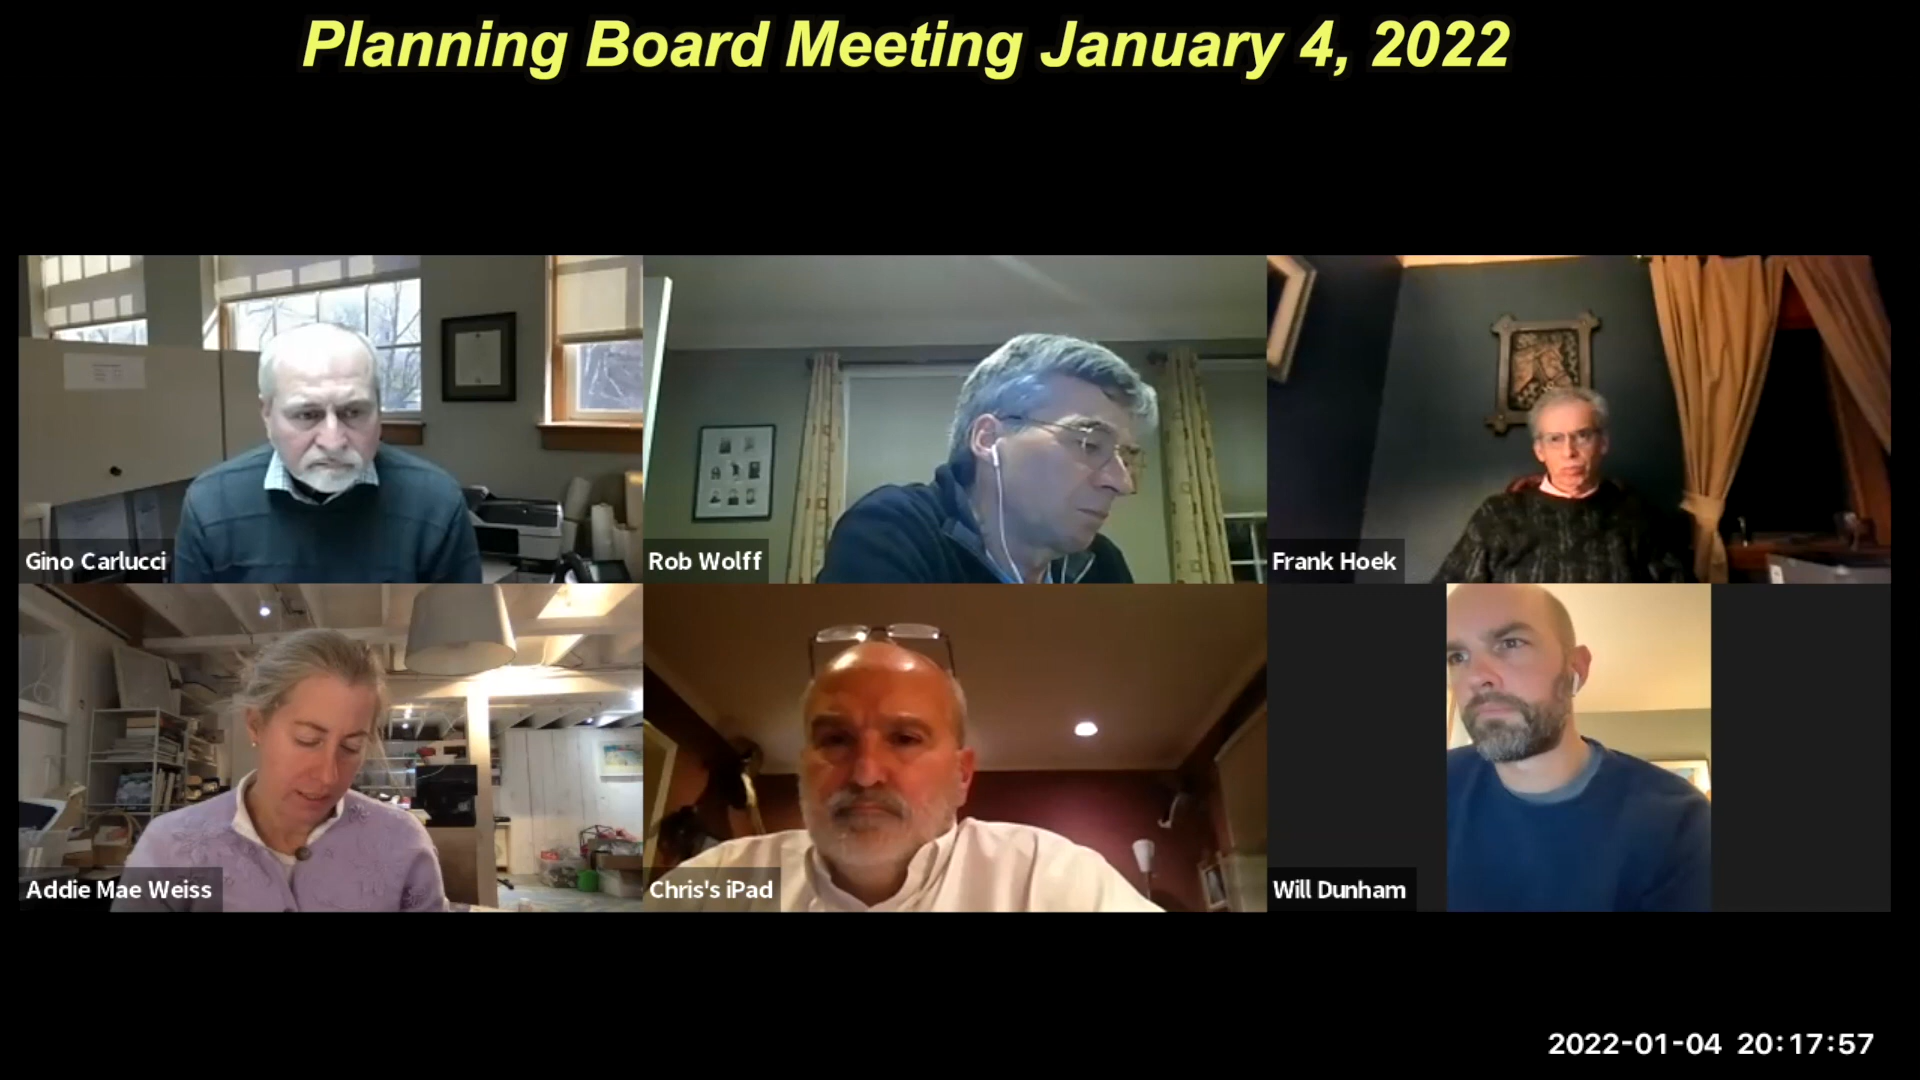 Planning Board Meeting January 4, 2022
Gino Carlucci
Rob Wolff
Frank Hoek
Addie Mae Weiss
Chris's iPad
Will Dunham
2022-01-04 20:17:57